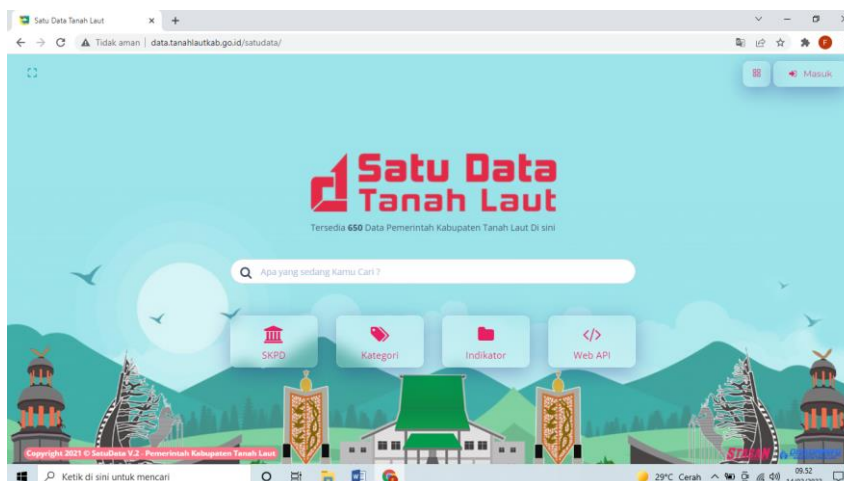 Satu Data Tanah Laut
Tidak aman | data.tanahlautkab.go.id/satudata/
Masuk
Satu Data
Tanah Laut
Tersedia 650 Data Pemerintah Kabupaten Tanah Laut Di sini
Apa yang sedang Kamu Cari ?
SKPD
Kategori
Indikator
Web API
Copyright 2021 © SatuData V.2 - Pemerintah Kabupaten Tanah Laut
Ketik di sini untuk mencari
29°C Cerah
09.52